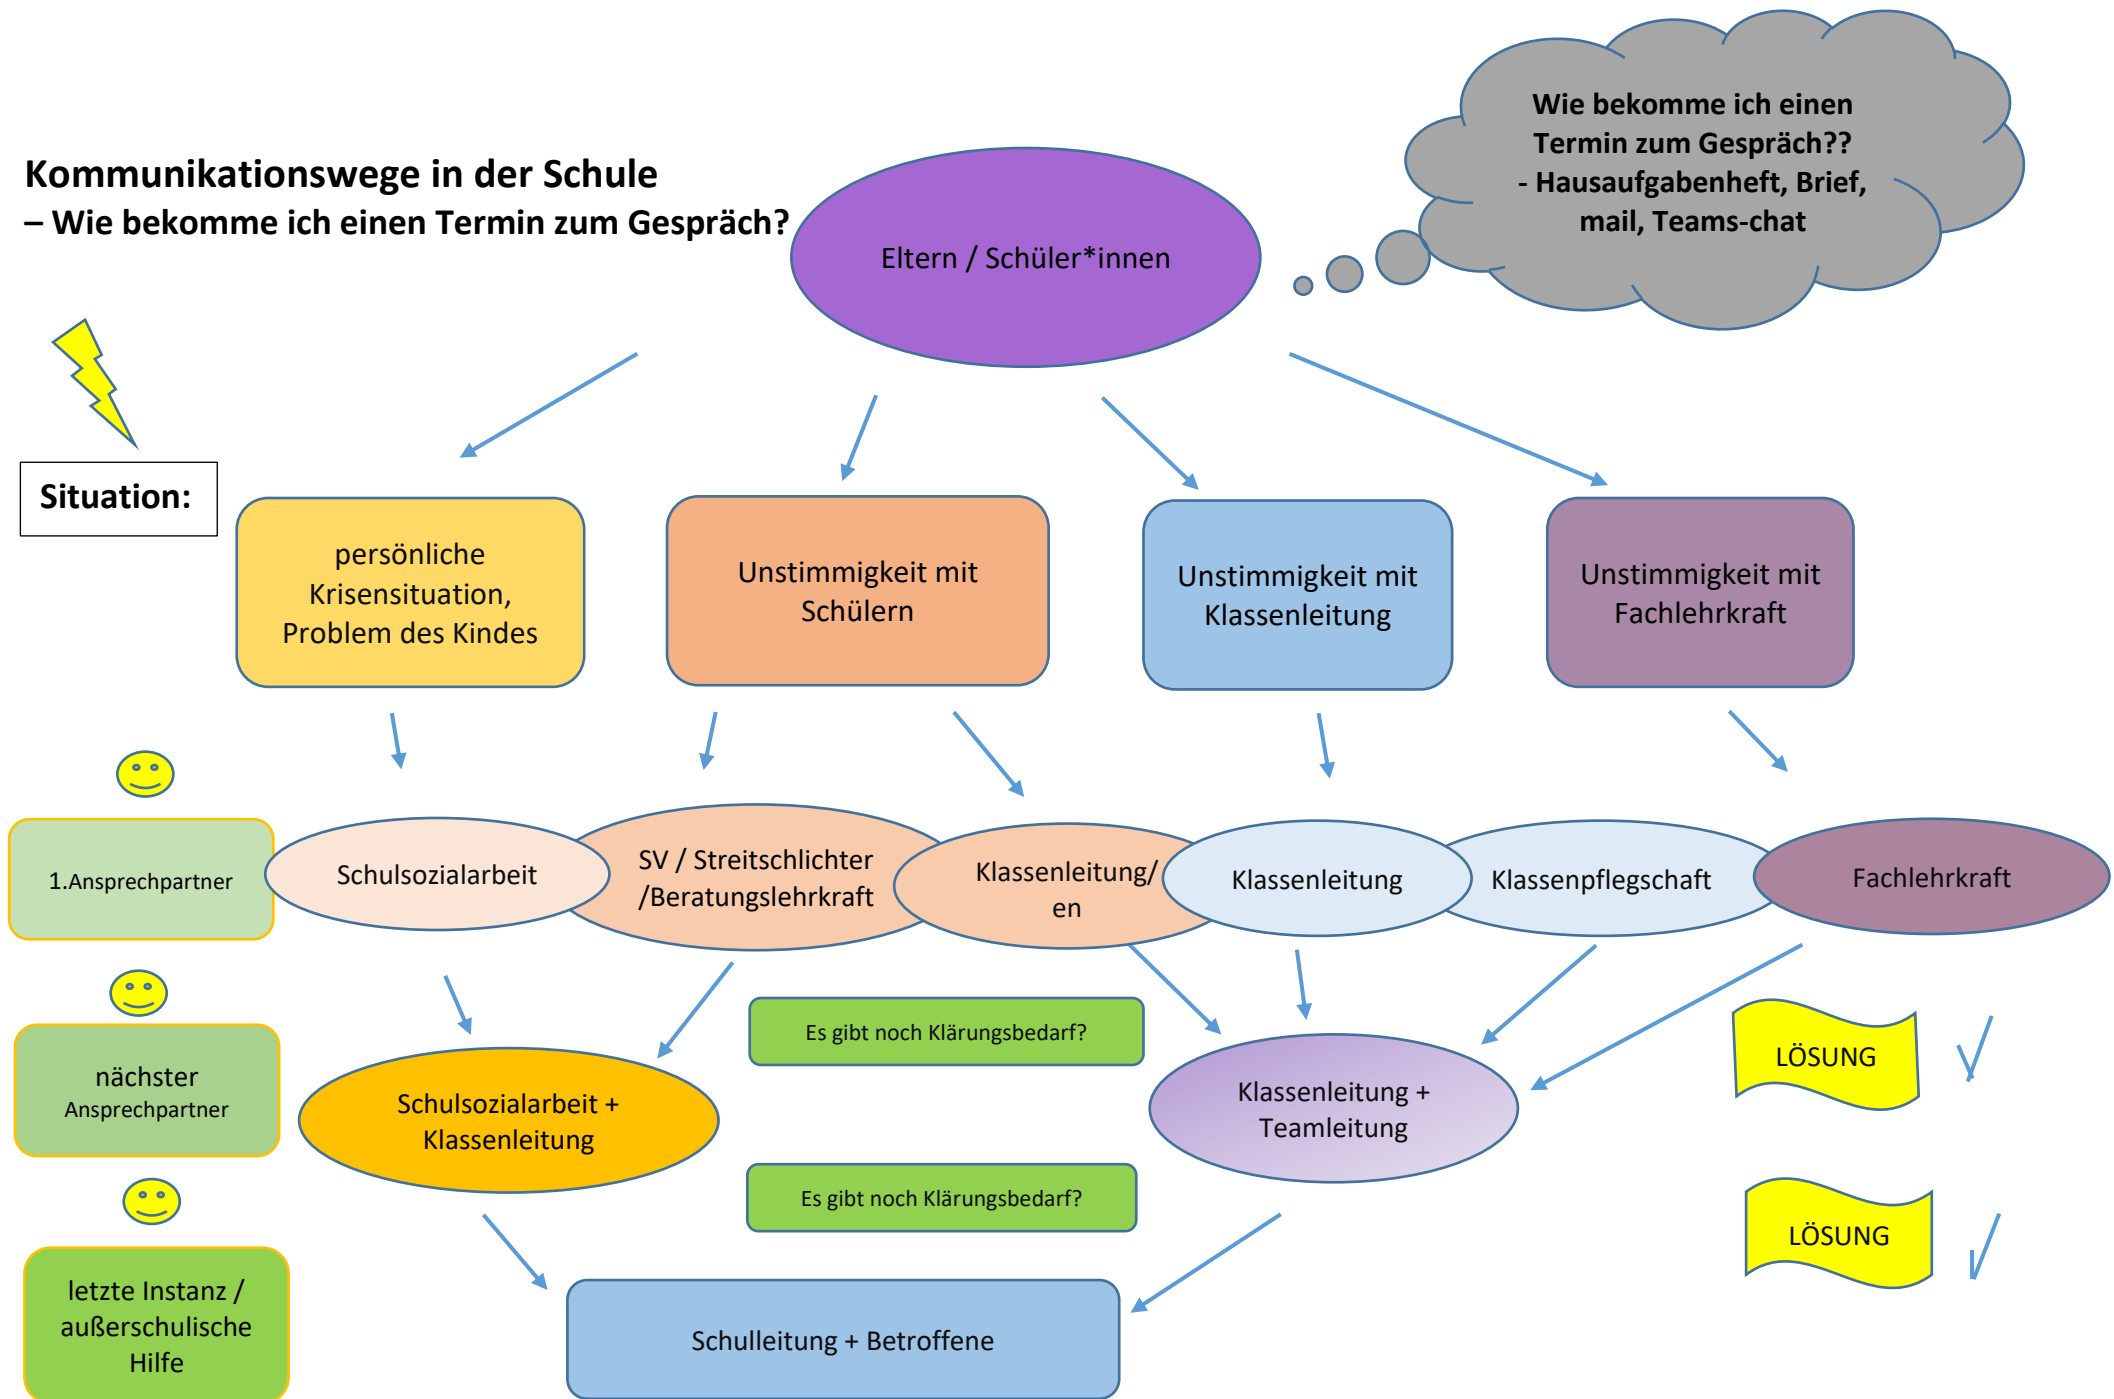 Wie bekomme ich einen
Termin zum Gespräch??
- Hausaufgabenheft, Brief,
mail, Teams-chat
Kommunikationswege in der Schule
– Wie bekomme ich einen Termin zum Gespräch?
Eltern / Schüler*innen
Situation:
persönliche
Krisensituation,
Problem des Kindes
Unstimmigkeit mit
Schülern
Unstimmigkeit mit
Klassenleitung
Unstimmigkeit mit
Fachlehrkraft
1.Ansprechpartner
Schulsozialarbeit
SV / Streitschlichter
/Beratungslehrkraft
Klassenleitung/
en
Klassenleitung
Klassenpflegschaft
Fachlehrkraft
Es gibt noch Klärungsbedarf?
LÖSUNG
nächster
Ansprechpartner
Schulsozialarbeit +
Klassenleitung
Klassenleitung +
Teamleitung
Es gibt noch Klärungsbedarf?
LÖSUNG
letzte Instanz /
außerschulische
Hilfe
Schulleitung + Betroffene